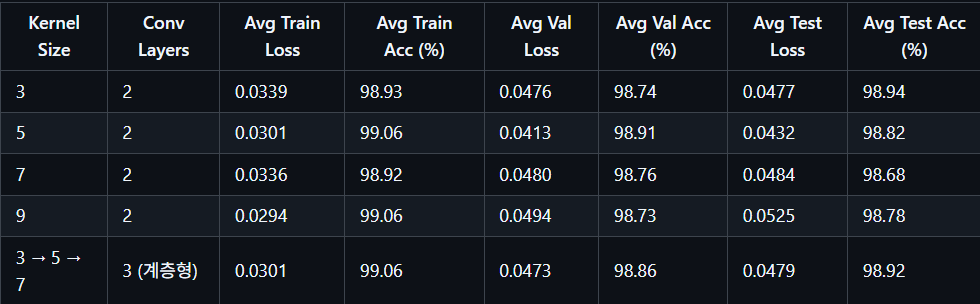 Kernel Size Conv Layers Avg Train Loss Avg Train Acc (%) Avg Val Loss Avg Val Acc (%) Avg Test Loss Avg Test Acc (%)
3 2 0.0339 98.93 0.0476 98.74 0.0477 98.94
5 2 0.0301 99.06 0.0413 98.91 0.0432 98.82
7 2 0.0336 98.92 0.0480 98.76 0.0484 98.68
9 2 0.0294 99.06 0.0494 98.73 0.0525 98.78
3 → 5 → 7 3 (계층형) 0.0301 99.06 0.0473 98.86 0.0479 98.92